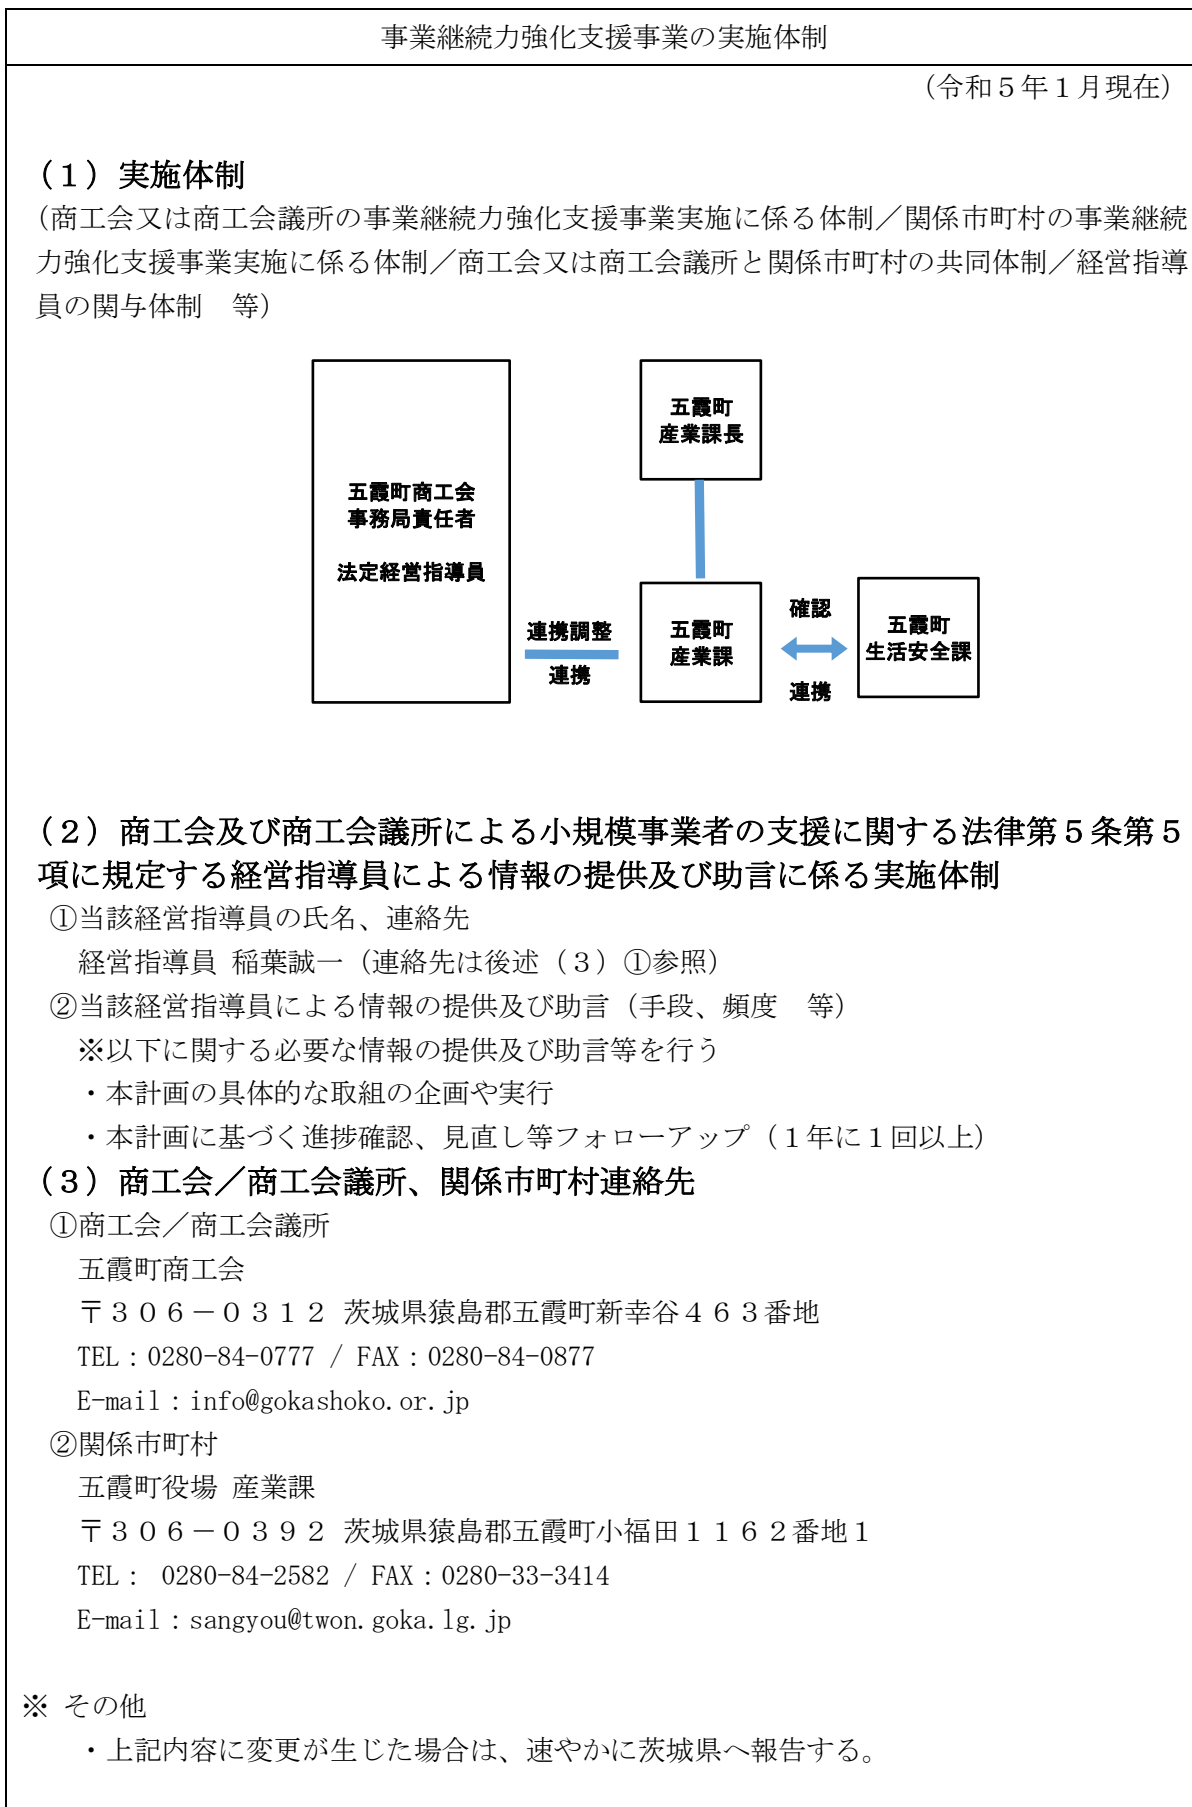 事業継続力強化支援事業の実施体制
（令和５年１月現在）
（１）実施体制
（商工会又は商工会議所の事業継続力強化支援事業実施に係る体制／関係市町村の事業継続
力強化支援事業実施に係る体制／商工会又は商工会議所と関係市町村の共同体制／経営指導
員の関与体制　等）
五霞町
産業課長
五霞町商工会
事務局責任者
法定経営指導員
連携調整
連携
五霞町
産業課
確認
連携
五霞町
生活安全課
（２）商工会及び商工会議所による小規模事業者の支援に関する法律第５条第５
項に規定する経営指導員による情報の提供及び助言に係る実施体制
①当該経営指導員の氏名、連絡先
経営指導員 稲葉誠一（連絡先は後述（３）①参照）
②当該経営指導員による情報の提供及び助言（手段、頻度　等）
※以下に関する必要な情報の提供及び助言等を行う
・本計画の具体的な取組の企画や実行
・本計画に基づく進捗確認、見直し等フォローアップ（１年に１回以上）
（３）商工会／商工会議所、関係市町村連絡先
①商工会／商工会議所
五霞町商工会
〒３０６－０３１２ 茨城県猿島郡五霞町新幸谷４６３番地
TEL：0280-84-0777 / FAX：0280-84-0877
E-mail：info@gokashoko.or.jp
②関係市町村
五霞町役場 産業課
〒３０６－０３９２ 茨城県猿島郡五霞町小福田１１６２番地１
TEL： 0280-84-2582 / FAX：0280-33-3414
E-mail：sangyou@twon.goka.lg.jp
※ その他
・上記内容に変更が生じた場合は、速やかに茨城県へ報告する。